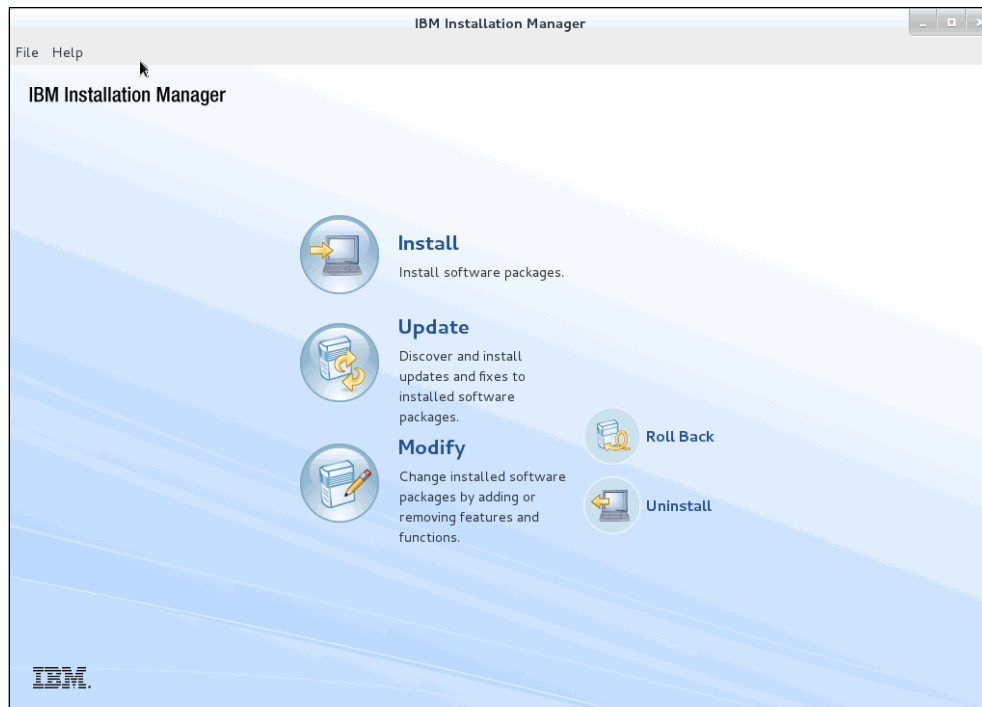 IBM Installation Manager
File Help
IBM Installation Manager
Install
Install software packages.
Update
Discover and install
updates and fixes to
installed software
packages.
Modify
Change installed software
packages by adding or
removing features and
functions.
Roll Back
Uninstall
IBM.